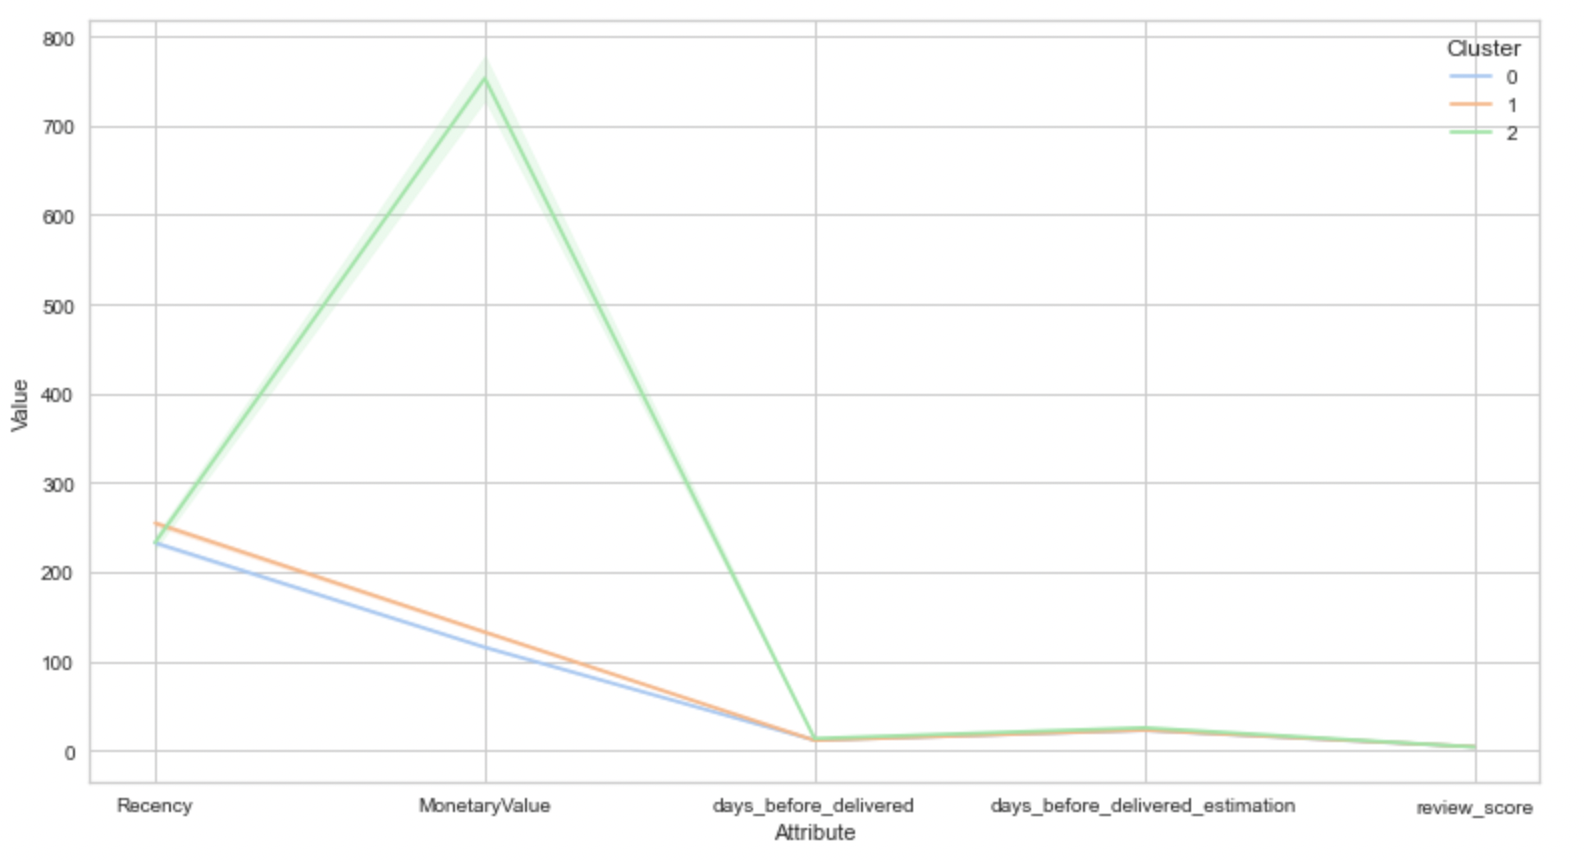 Cluster
0
1
2
800
700
600
500
400
300
200
100
0
Value
Recency
MonetaryValue
days_before_delivered
days_before_delivered_estimation
review_score
Attribute